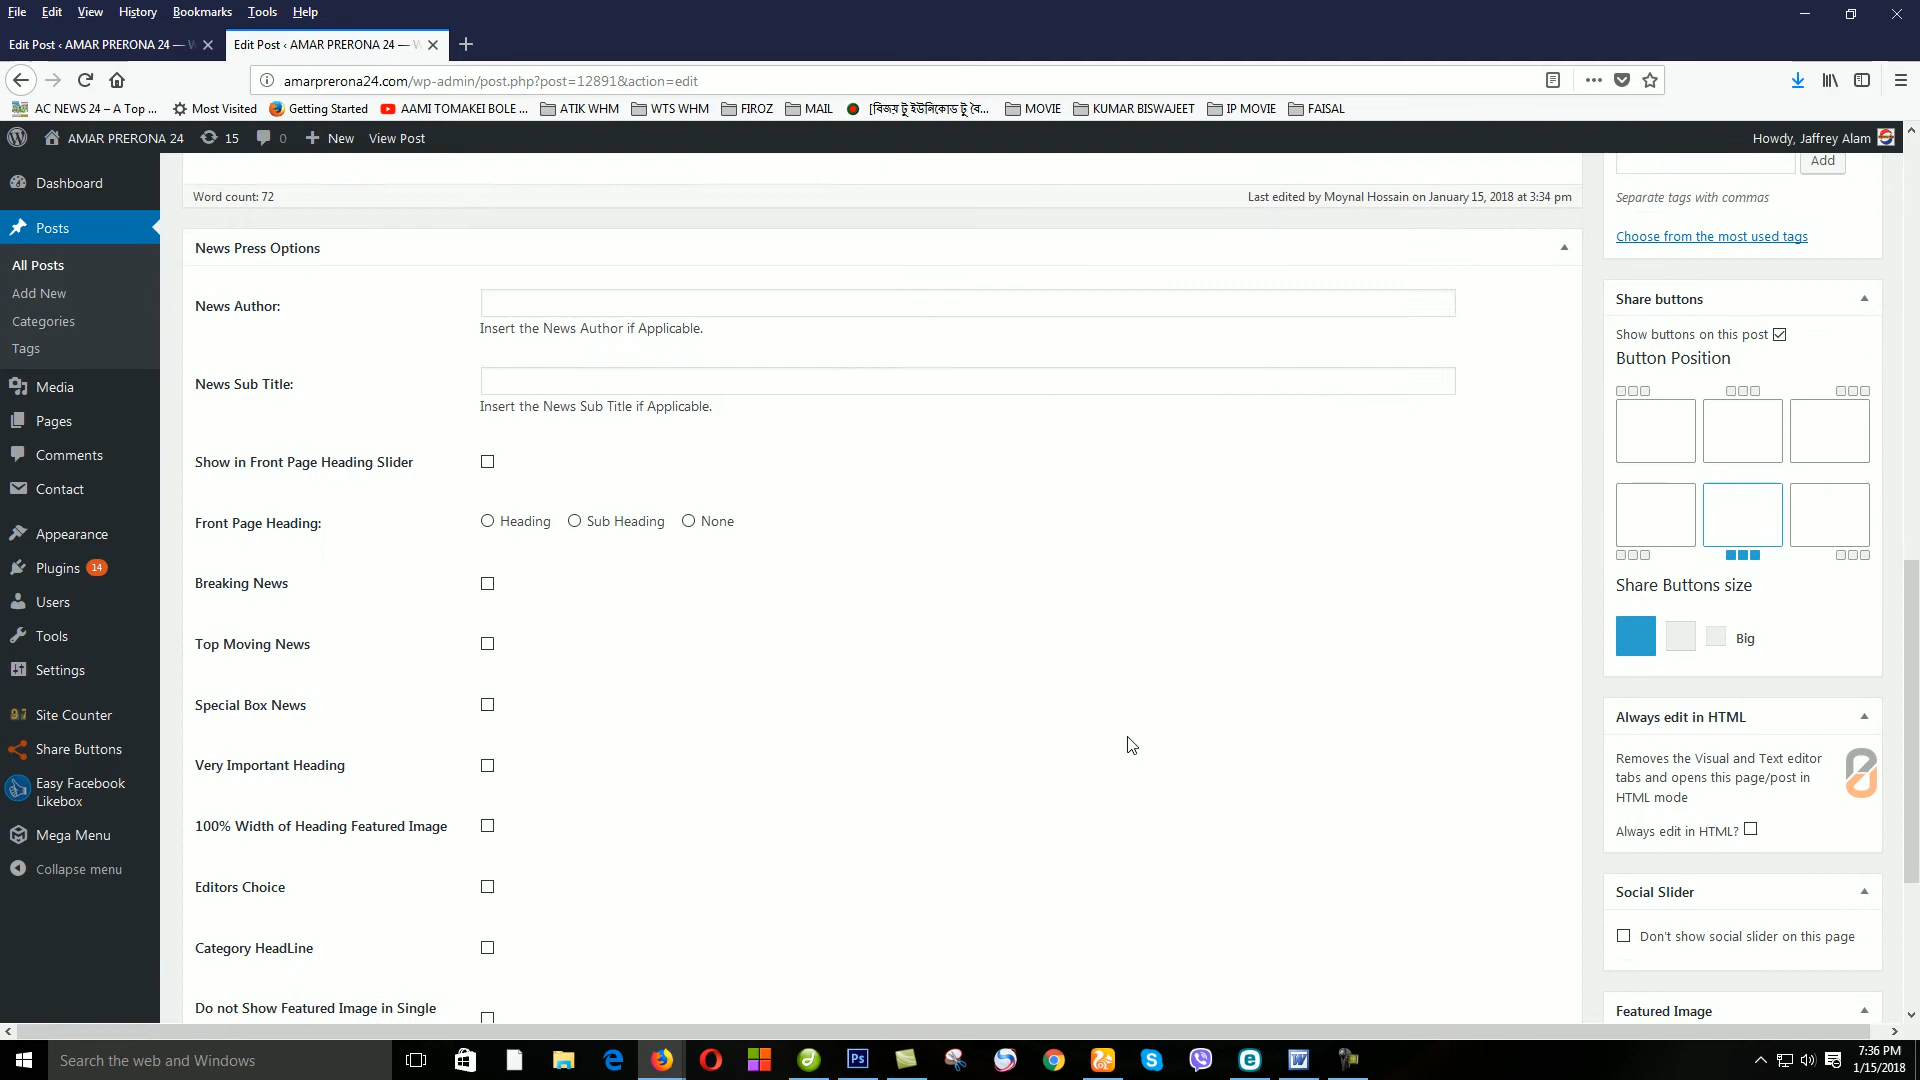 File Edit View History Bookmarks Tools Help
Edit Post ‹ AMAR PRERONA 24 — W
Edit Post ‹ AMAR PRERONA 24 — W
amarprerona24.com/wp-admin/post.php?post=12891&action=edit
AC NEWS 24 – A Top ... Most Visited Getting Started AAMI TOMAKEI BOLE ... ATIK WHM WTS WHM FIROZ MAIL [বিজয় টু ইউনিকোড টু বৈ... MOVIE KUMAR BISWAJEET IP MOVIE FAISAL
AMAR PRERONA 24 15 0 New View Post Howdy, Jaffrey Alam
Dashboard
Posts
All Posts
Add New
Categories
Tags
Media
Pages
Comments
Contact
Appearance
Plugins 14
Users
Tools
Settings
Site Counter
Share Buttons
Easy Facebook
Likebox
Mega Menu
Collapse menu
Word count: 72 Last edited by Moynal Hossain on January 15, 2018 at 3:34 pm
News Press Options
News Author:
Insert the News Author if Applicable.
News Sub Title:
Insert the News Sub Title if Applicable.
Show in Front Page Heading Slider
Front Page Heading: Heading Sub Heading None
Breaking News
Top Moving News
Special Box News
Very Important Heading
100% Width of Heading Featured Image
Editors Choice
Category HeadLine
Do not Show Featured Image in Single
Add
Separate tags with commas
Choose from the most used tags
Share buttons
Show buttons on this post
Button Position
Share Buttons size
Big
Always edit in HTML
Removes the Visual and Text editor
tabs and opens this page/post in
HTML mode
Always edit in HTML?
Social Slider
Don't show social slider on this page
Featured Image
Search the web and Windows
Ps
7:36 PM
1/15/2018